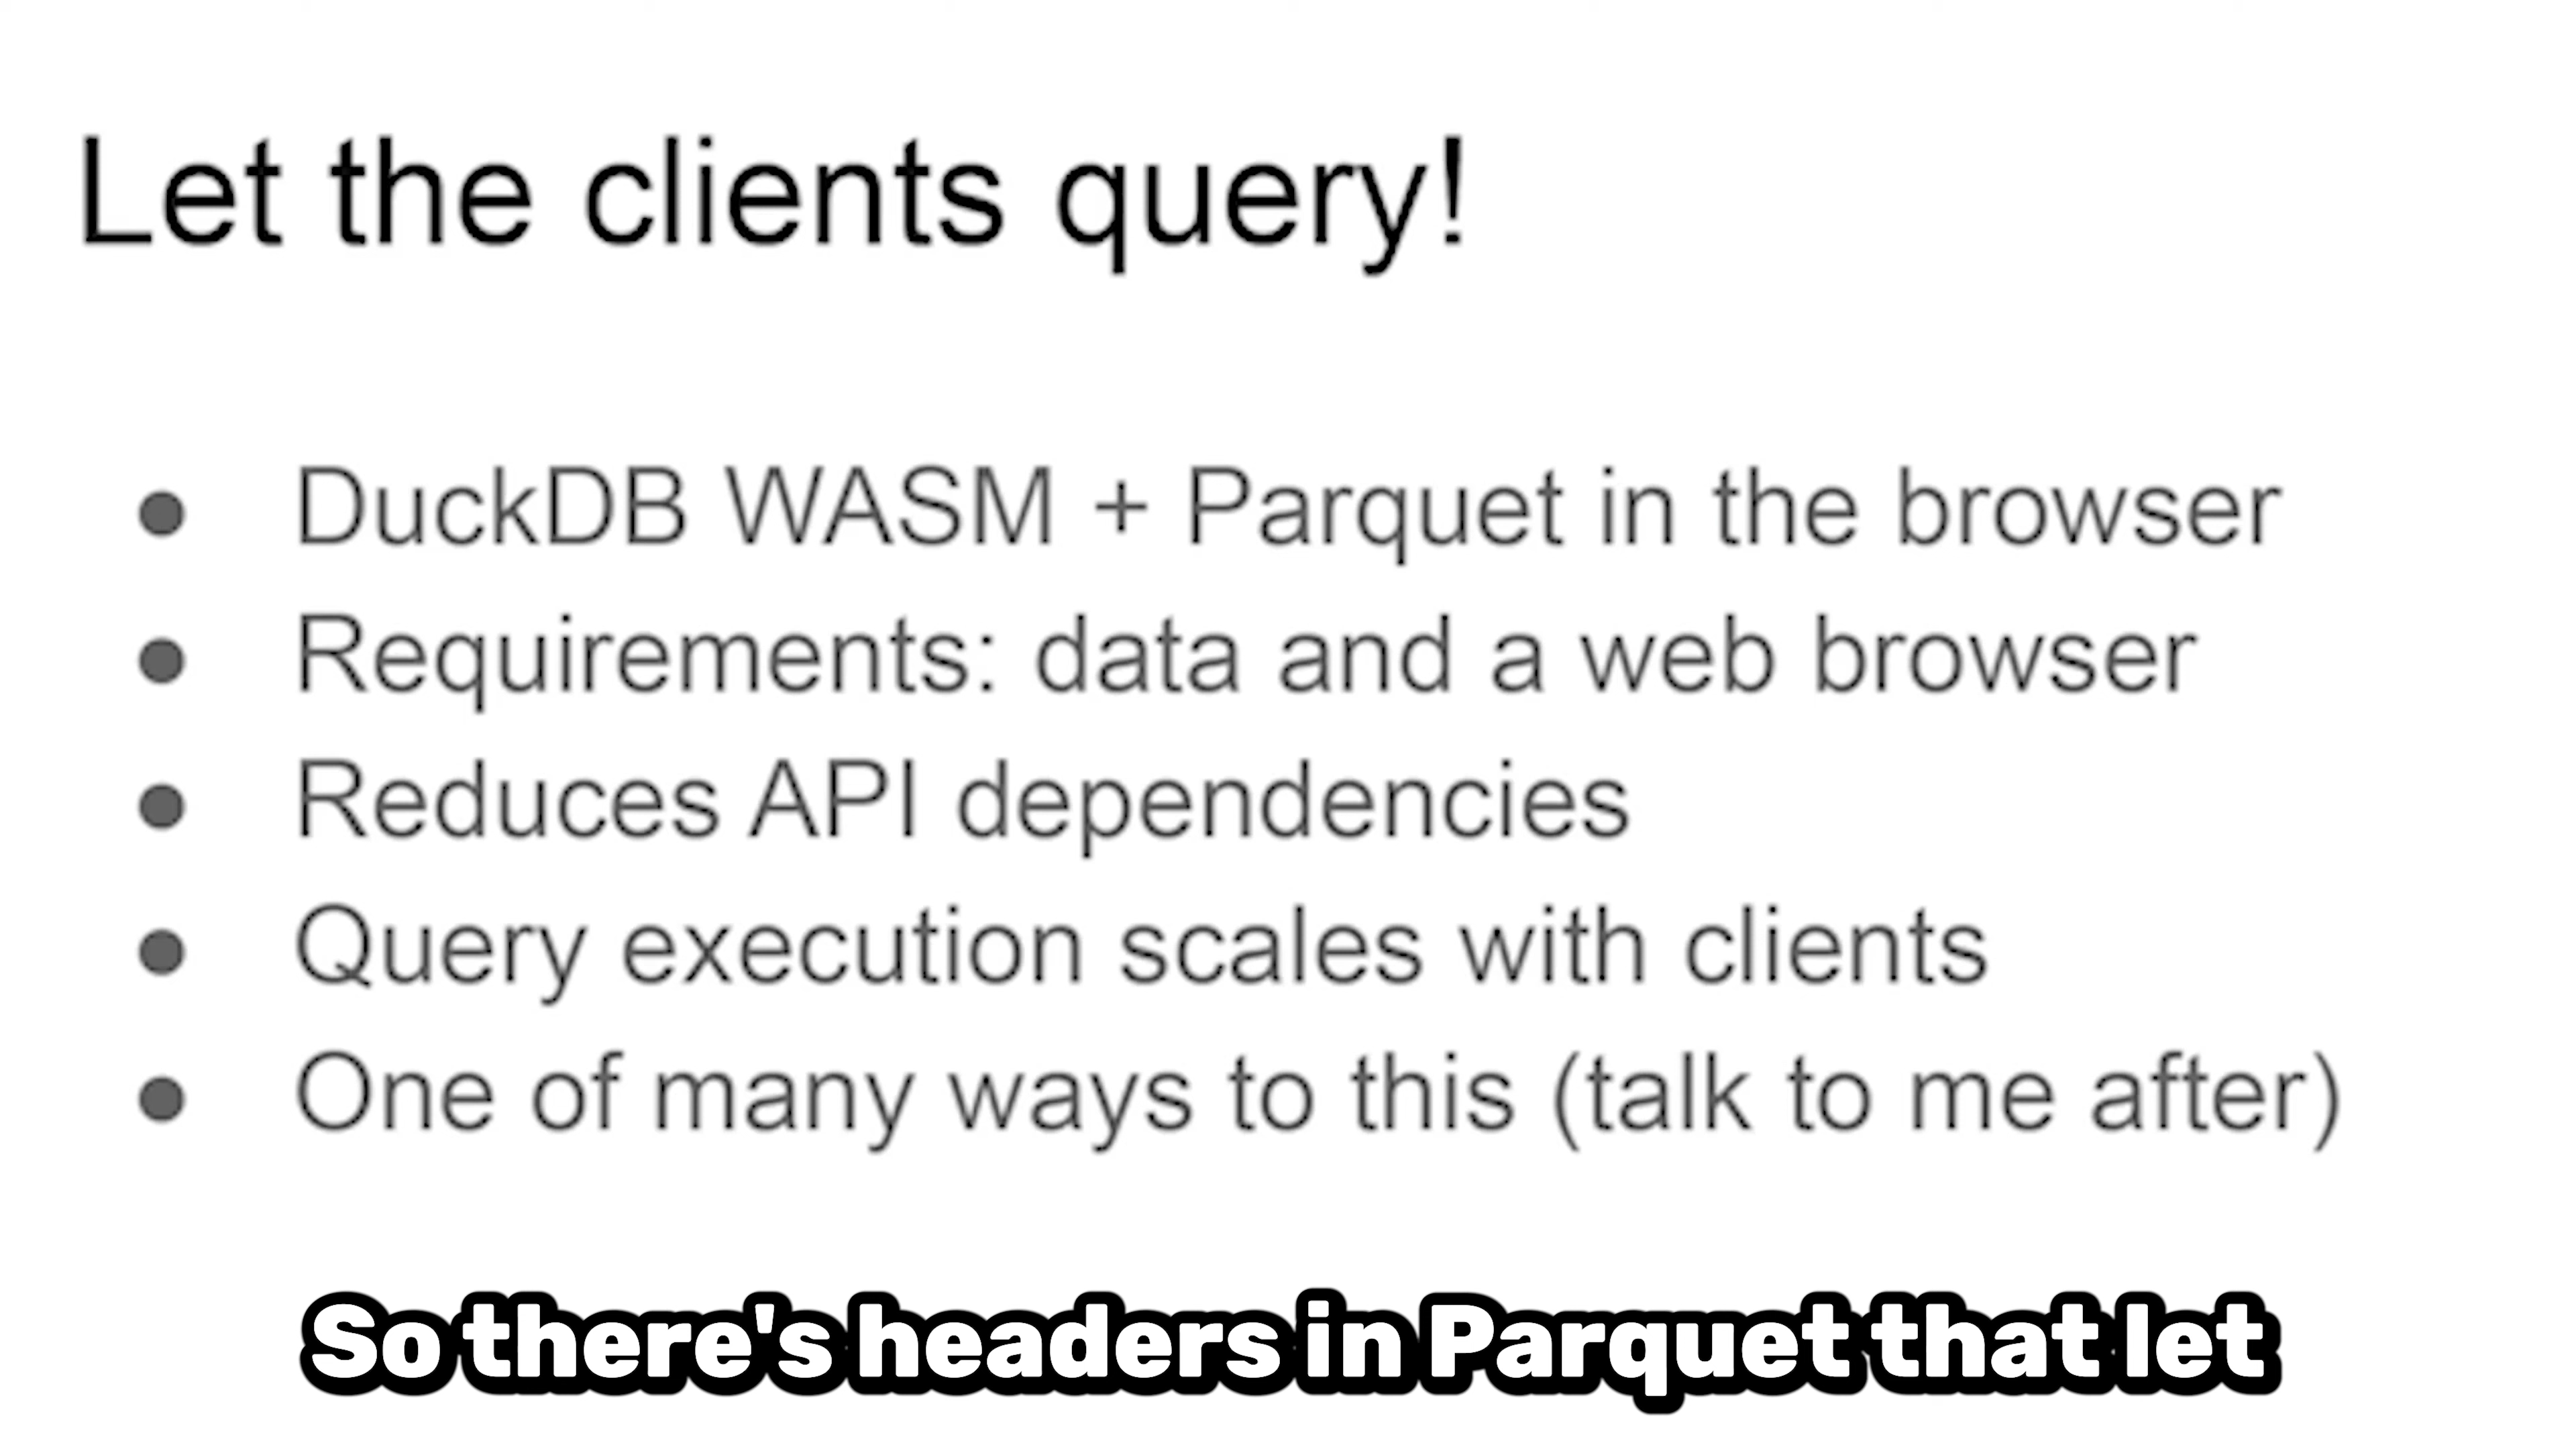 Let the clients query!
● DuckDB WASM + Parquet in the browser
● Requirements: data and a web browser
● Reduces API dependencies
● Query execution scales with clients
● One of many ways to this (talk to me after)
So there's headers in Parquet that let